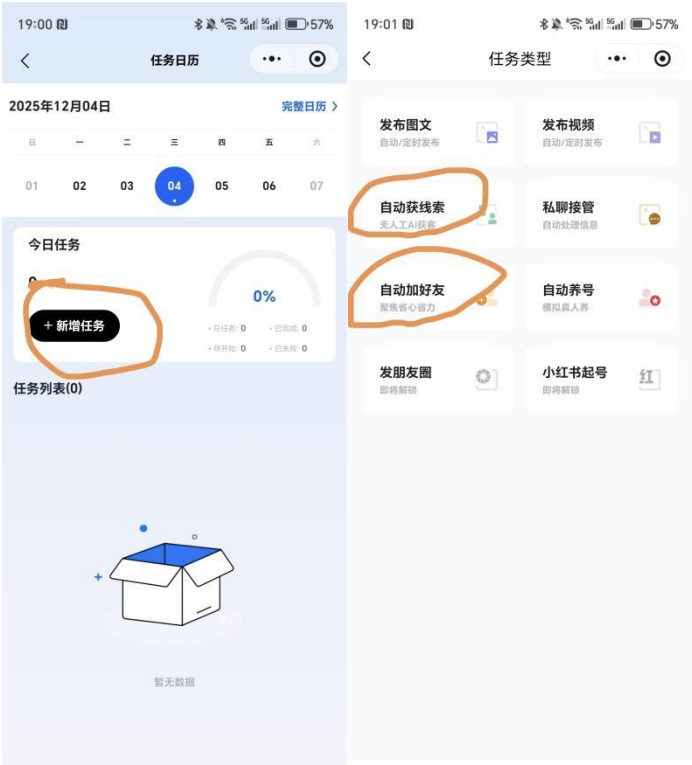 19:00
5G
5G
57%
任务日历
2025年12月04日
完整日历
日 一 二 三 四 五 六
01 02 03 04 05 06 07
今日任务
0%
+ 新增任务
• 总任务: 0 • 已完成: 0
• 待开始: 0 • 已失败: 0
任务列表(0)
暂无数据
19:01
5G
5G
57%
任务类型
发布图文
自动/定时发布
发布视频
自动/定时发布
自动获线索
无人工Ai获客
私聊接管
自动处理信息
自动加好友
聚焦省心省力
自动养号
模拟真人养
发朋友圈
即将解锁
小红书起号
即将解锁
红